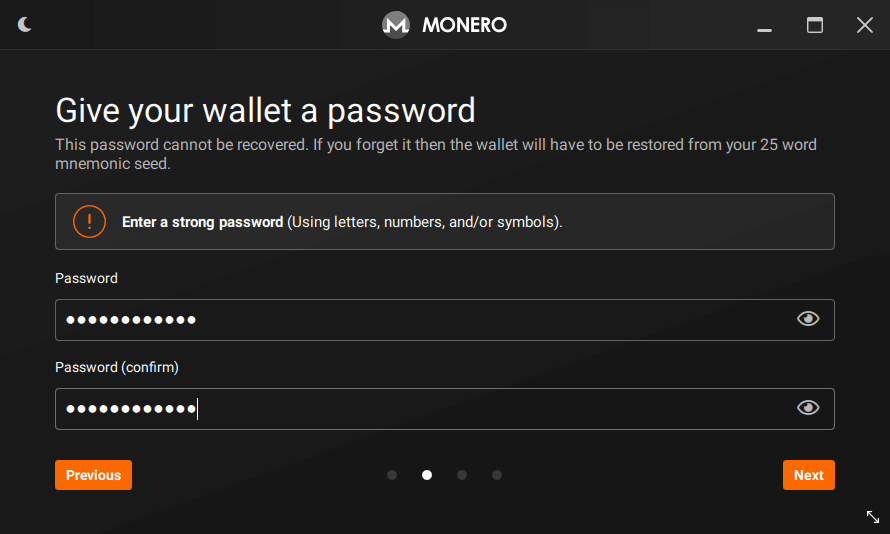 MONERO
Give your wallet a password
This password cannot be recovered. If you forget it then the wallet will have to be restored from your 25 word
mnemonic seed.
Enter a strong password (Using letters, numbers, and/or symbols).
Password
●●●●●●●●●●●●
Password (confirm)
●●●●●●●●●●●●
Previous
Next